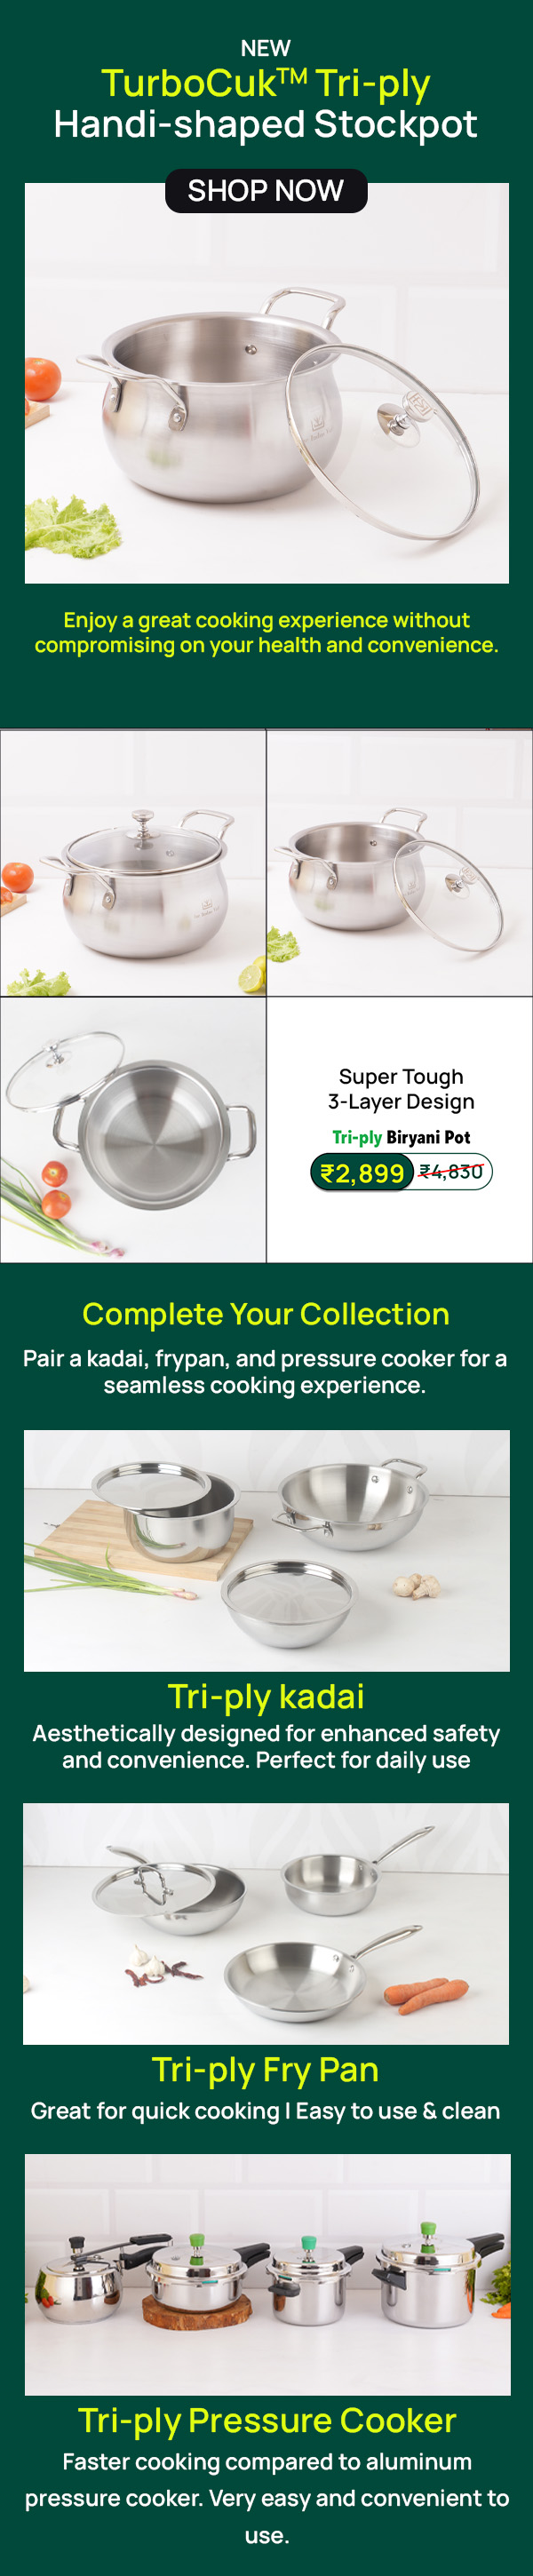 NEW
TurboCuk™ Tri-ply
Handi-shaped Stockpot
SHOP NOW
Enjoy a great cooking experience without
compromising on your health and convenience.
Super Tough
3-Layer Design
Tri-ply Biryani Pot
₹2,899 ₹4,830
Complete Your Collection
Pair a kadai, frypan, and pressure cooker for a
seamless cooking experience.
Tri-ply kadai
Aesthetically designed for enhanced safety
and convenience. Perfect for daily use
Tri-ply Fry Pan
Great for quick cooking | Easy to use & clean
Tri-ply Pressure Cooker
Faster cooking compared to aluminum
pressure cooker. Very easy and convenient to
use.